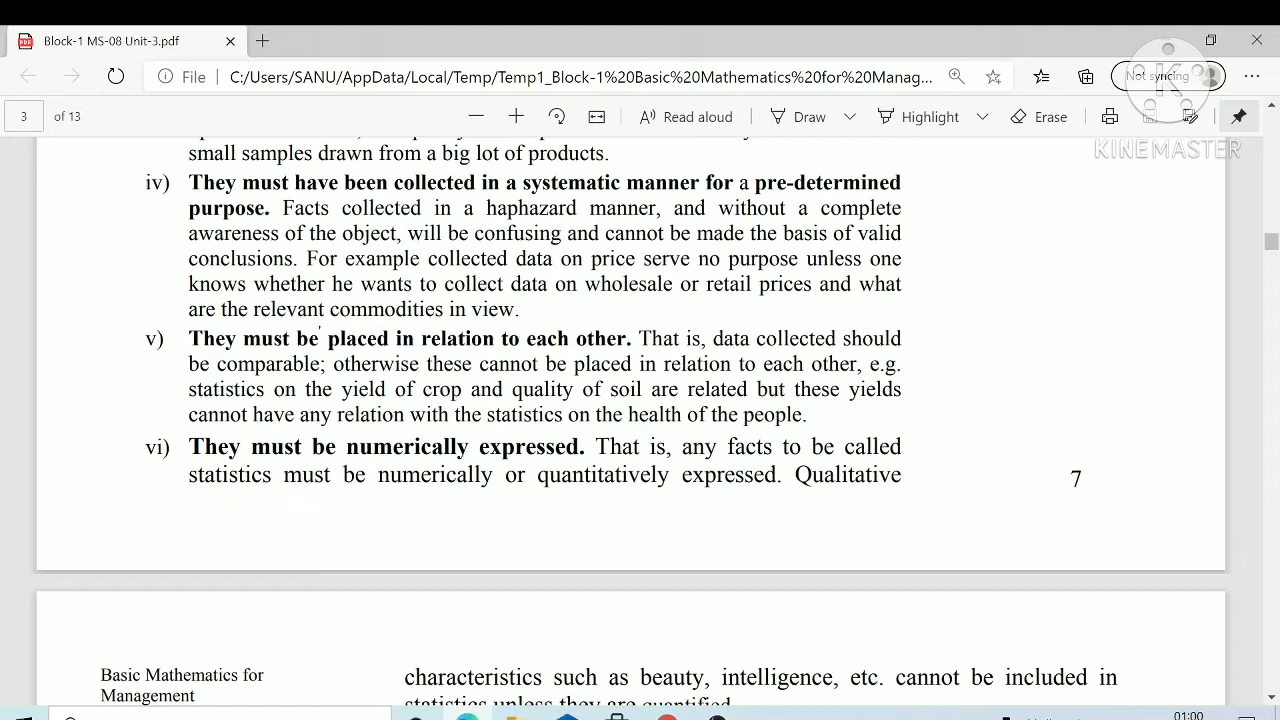 Block-1 MS-08 Unit-3.pdf
File C:/Users/SANU/AppData/Local/Temp/Temp1_Block-1%20Basic%20Mathematics%20for%20Manag... Not syncing
3 of 13 Read aloud Draw Highlight Erase
KINEMASTER
small samples drawn from a big lot of products.
iv) They must have been collected in a systematic manner for a pre-determined
purpose. Facts collected in a haphazard manner, and without a complete
awareness of the object, will be confusing and cannot be made the basis of valid
conclusions. For example collected data on price serve no purpose unless one
knows whether he wants to collect data on wholesale or retail prices and what
are the relevant commodities in view.
v) They must be placed in relation to each other. That is, data collected should
be comparable; otherwise these cannot be placed in relation to each other, e.g.
statistics on the yield of crop and quality of soil are related but these yields
cannot have any relation with the statistics on the health of the people.
vi) They must be numerically expressed. That is, any facts to be called
statistics must be numerically or quantitatively expressed. Qualitative
7
Basic Mathematics for
Management
characteristics such as beauty, intelligence, etc. cannot be included in
statistics unless they are quantified
01:00